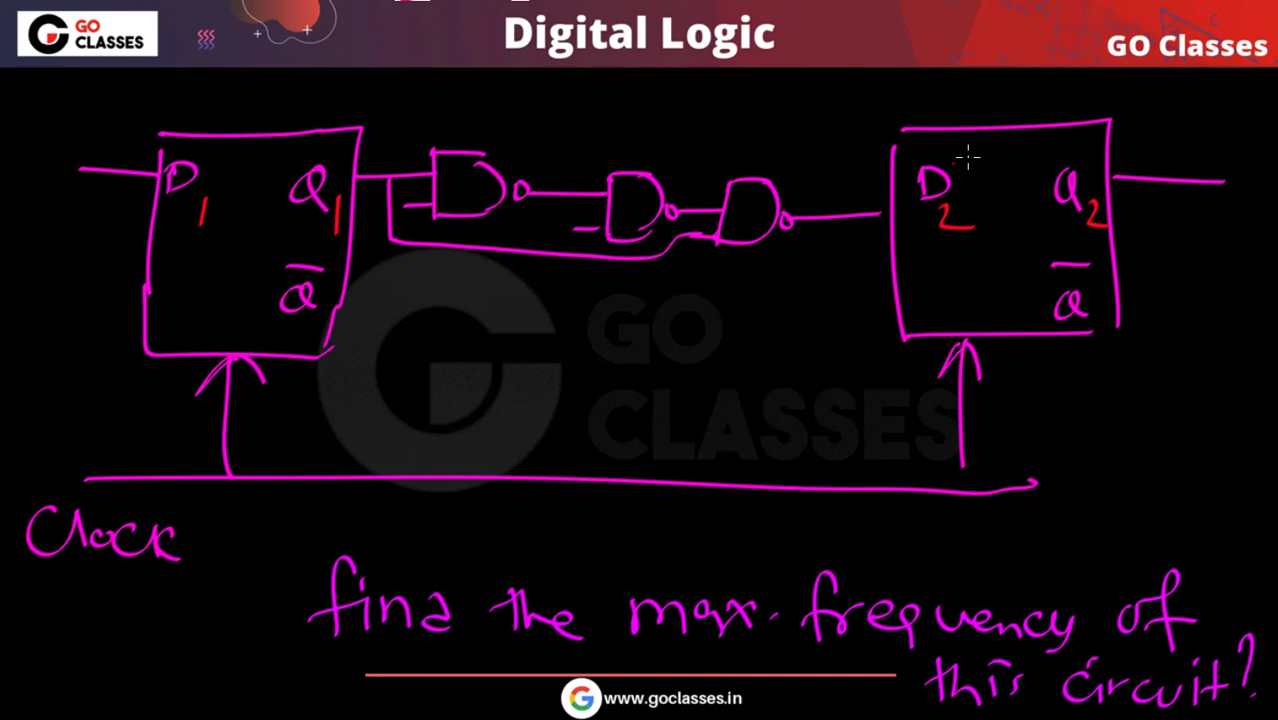 GO
CLASSES
Digital Logic
GO Classes
D1 Q1
Q̅
D2 Q2
Q̅
GO
CLASSES
Clock
find the max. frequency of
this circuit?
www.goclasses.in